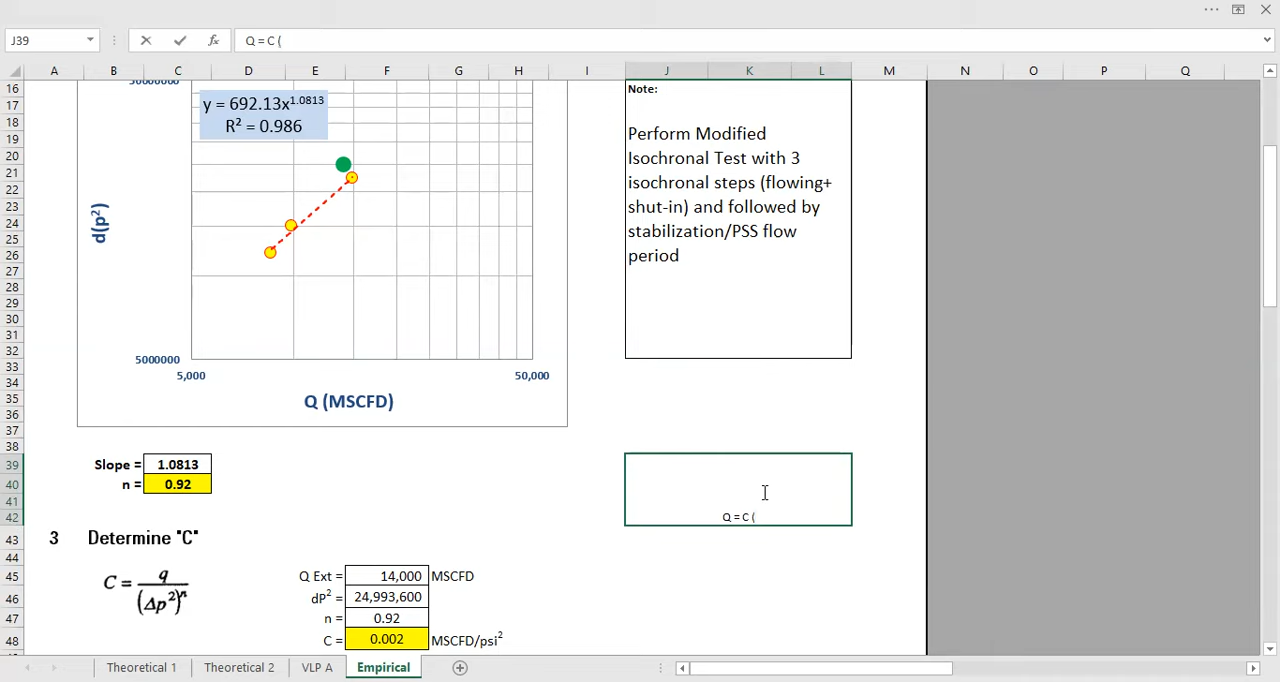 J39
fx
Q = C (
A B C D E F G H I J K L M N O P Q
16
17
18
19
20
21
22
23
24
25
26
27
28
29
30
31
32
33
34
35
36
37
38
39
40
41
42
43
44
45
46
47
48
y = 692.13x^1.0813
R² = 0.986
d(p²)
5000000
5,000
50,000
Q (MSCFD)
Note:
Perform Modified
Isochronal Test with 3
isochronal steps (flowing+
shut-in) and followed by
stabilization/PSS flow
period
Slope = 1.0813
n = 0.92
Q = C (
3 Determine "C"
C = q / (Δp²)ⁿ
Q Ext = 14,000 MSCFD
dP² = 24,993,600
n = 0.92
C = 0.002 MSCFD/psi²
Theoretical 1 Theoretical 2 VLP A Empirical